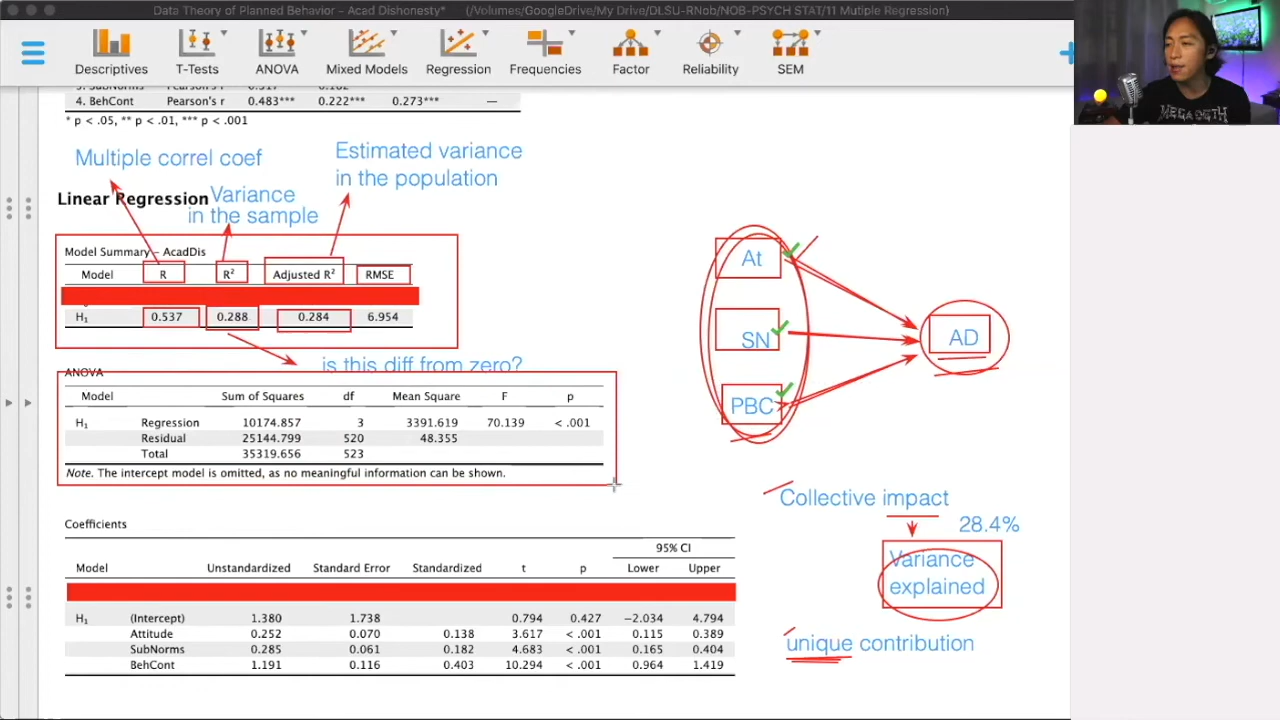 Data Theory of Planned Behavior - Aced Dishonesty* (/Volumes/GoogleDrive/My Drive/DLSU-RNob/NOB-PSYCH STAT/11 Mutiple Regression)
Descriptives T-Tests ANOVA Mixed Models Regression Frequencies Factor Reliability SEM
3. SubNorms Pearson's r 0.317 0.182
4. BehCont Pearson's r 0.483*** 0.222*** 0.273*** —
* p < .05, ** p < .01, *** p < .001
Multiple correl coef
Estimated variance
in the population
Linear Regression
Variance
in the sample
Model Summary - AcadDis
Model R R² Adjusted R² RMSE
H₁ 0.537 0.288 0.284 6.954
is this diff from zero?
ANOVA
Model Sum of Squares df Mean Square F p
H₁ Regression 10174.857 3 3391.619 70.139 < .001
Residual 25144.799 520 48.355
Total 35319.656 523
Note. The intercept model is omitted, as no meaningful information can be shown.
Coefficients
95% CI
Model Unstandardized Standard Error Standardized t p Lower Upper
H₁ (Intercept) 1.380 1.738 0.794 0.427 −2.034 4.794
Attitude 0.252 0.070 0.138 3.617 < .001 0.115 0.389
SubNorms 0.285 0.061 0.182 4.683 < .001 0.165 0.404
BehCont 1.191 0.116 0.403 10.294 < .001 0.964 1.419
At
SN
PBC
AD
Collective impact
28.4%
Variance
explained
unique contribution
MEGADETH